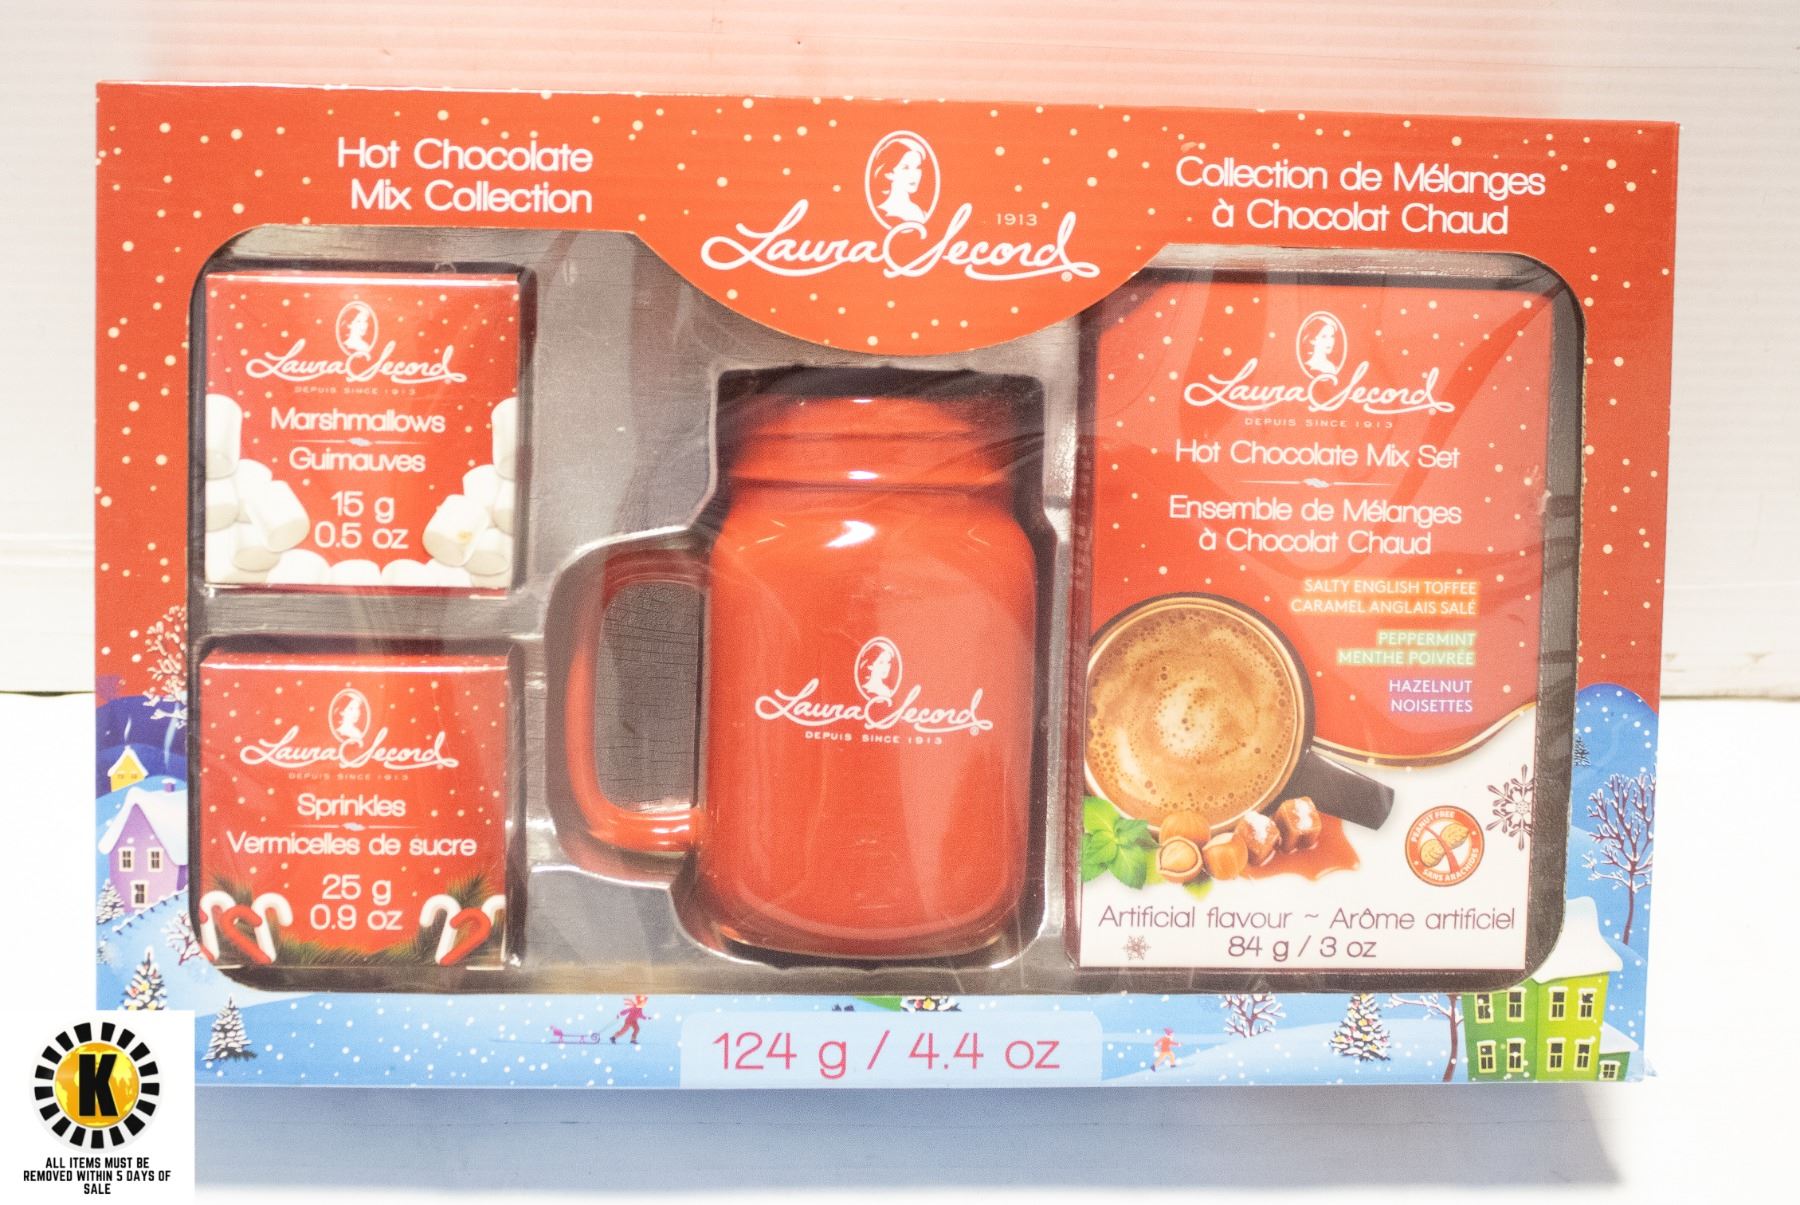 Hot Chocolate
Mix Collection
1913
Laura Secord
Collection de Mélanges
à Chocolat Chaud
Laura Secord
DEPUIS SINCE 1913
Marshmallows
Guimauves
15 g
0.5 oz
Laura Secord
DEPUIS SINCE 1913
Sprinkles
Vermicelles de sucre
25 g
0.9 oz
Laura Secord
DEPUIS SINCE 1913
Laura Secord
DEPUIS SINCE 1913
Hot Chocolate Mix Set
Ensemble de Mélanges
à Chocolat Chaud
SALTY ENGLISH TOFFEE
CARAMEL ANGLAIS SALÉ
PEPPERMINT
MENTHE POIVRÉE
HAZELNUT
NOISETTES
PEANUT FREE
SANS ARACHIDES
Artificial flavour ~ Arôme artificiel
84 g / 3 oz
124 g / 4.4 oz
K
ALL ITEMS MUST BE
REMOVED WITHIN 5 DAYS OF
SALE